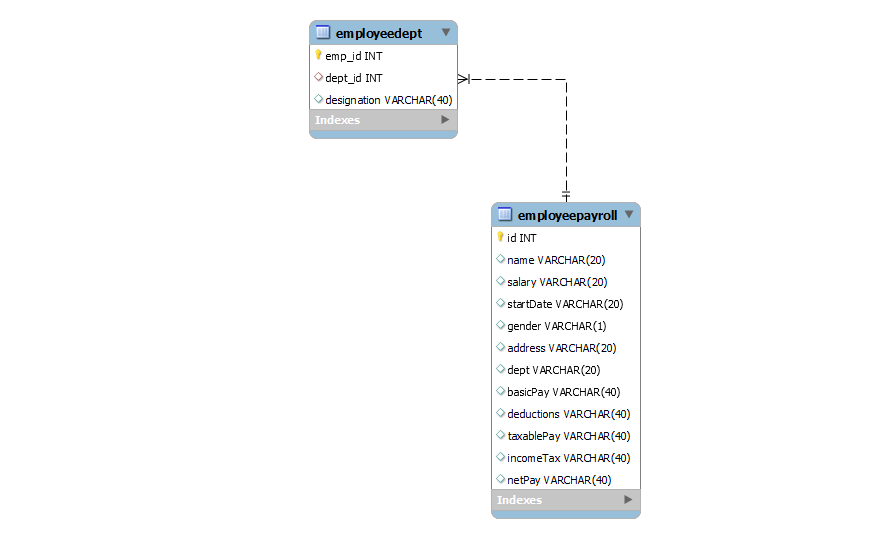 employeedept
emp_id INT
dept_id INT
designation VARCHAR(40)
Indexes
employeepayroll
id INT
name VARCHAR(20)
salary VARCHAR(20)
startDate VARCHAR(20)
gender VARCHAR(1)
address VARCHAR(20)
dept VARCHAR(20)
basicPay VARCHAR(40)
deductions VARCHAR(40)
taxablePay VARCHAR(40)
incomeTax VARCHAR(40)
netPay VARCHAR(40)
Indexes